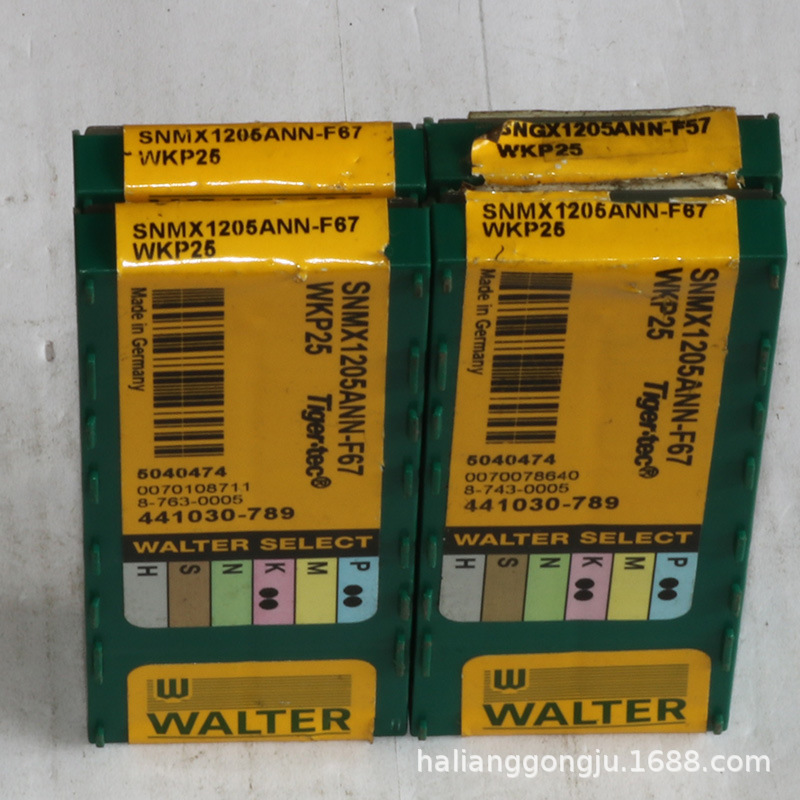 SNMX1205ANN-F67
WKP25
SNGX1205ANN-F57
WKP25
SNMX1205ANN-F67
WKP25
SNMX1205ANN-F67
WKP25
Tiger·tec®
Made in Germany
5040474
0070108711
8-763-0005
441030-789
WALTER SELECT
H S N K M P
WALTER
SNMX1205ANN-F67
WKP25
SNMX1205ANN-F67
WKP25
Tiger·tec®
Made in Germany
5040474
0070078640
8-743-0005
441030-789
WALTER SELECT
H S N K M P
WALTER
halianggongju.1688.com